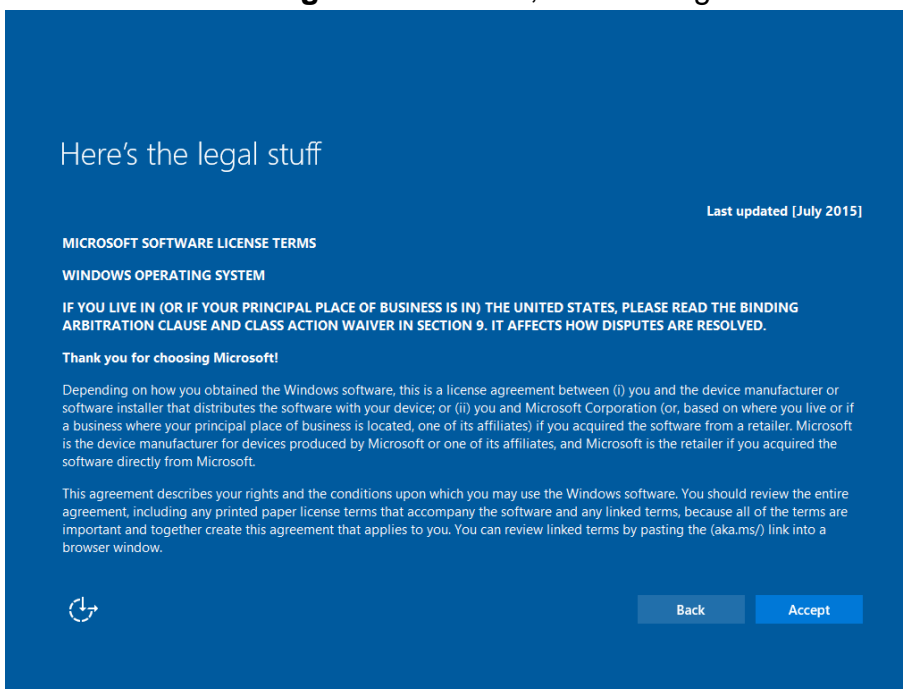 Here's the legal stuff
Last updated [July 2015]
MICROSOFT SOFTWARE LICENSE TERMS
WINDOWS OPERATING SYSTEM
IF YOU LIVE IN (OR IF YOUR PRINCIPAL PLACE OF BUSINESS IS IN) THE UNITED STATES, PLEASE READ THE BINDING
ARBITRATION CLAUSE AND CLASS ACTION WAIVER IN SECTION 9. IT AFFECTS HOW DISPUTES ARE RESOLVED.
Thank you for choosing Microsoft!
Depending on how you obtained the Windows software, this is a license agreement between (i) you and the device manufacturer or
software installer that distributes the software with your device; or (ii) you and Microsoft Corporation (or, based on where you live or if
a business where your principal place of business is located, one of its affiliates) if you acquired the software from a retailer. Microsoft
is the device manufacturer for devices produced by Microsoft or one of its affiliates, and Microsoft is the retailer if you acquired the
software directly from Microsoft.
This agreement describes your rights and the conditions upon which you may use the Windows software. You should review the entire
agreement, including any printed paper license terms that accompany the software and any linked terms, because all of the terms are
important and together create this agreement that applies to you. You can review linked terms by pasting the (aka.ms/) link into a
browser window.
Back
Accept